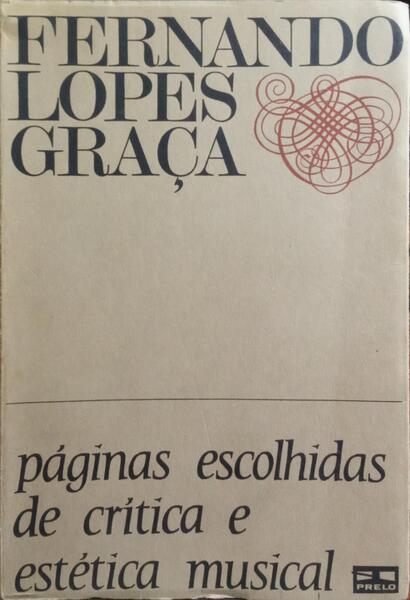 FERNANDO
LOPES
GRAÇA
páginas escolhidas
de crítica e
estética musical
PRELO